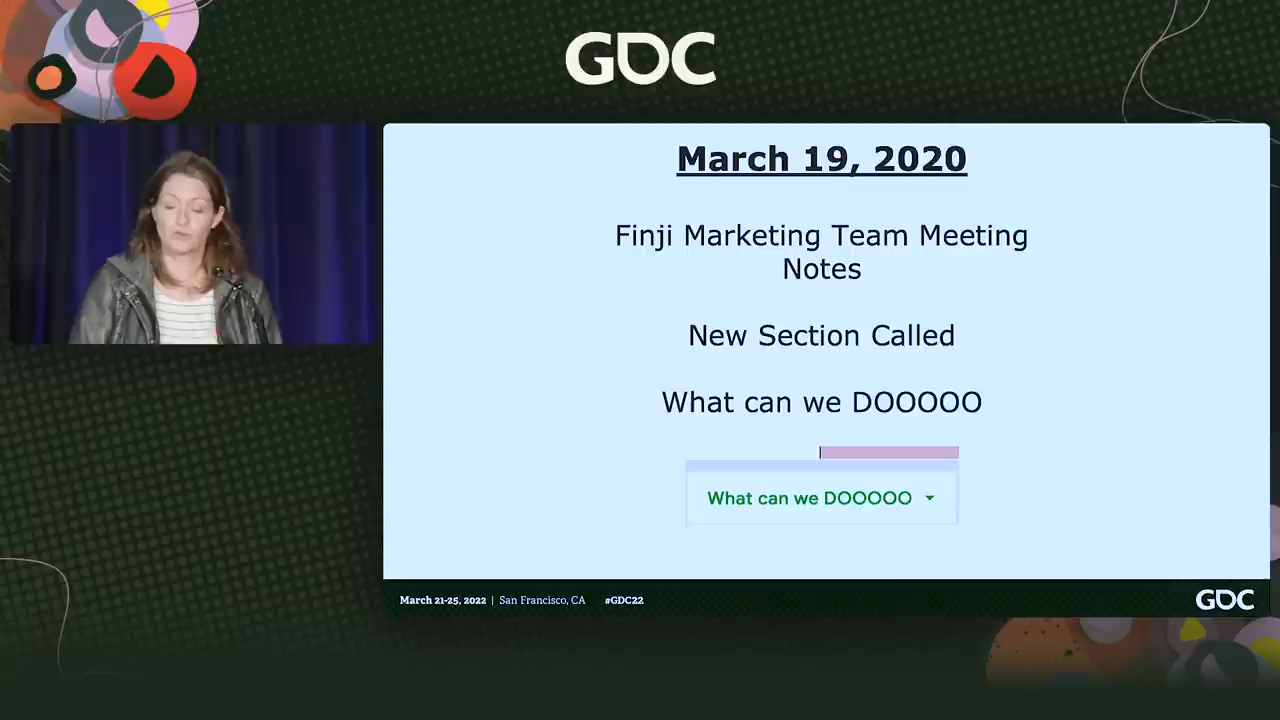 GDC
March 19, 2020
Finji Marketing Team Meeting
Notes
New Section Called
What can we DOOOOO
What can we DOOOOO
March 21-25, 2022 | San Francisco, CA #GDC22
GDC